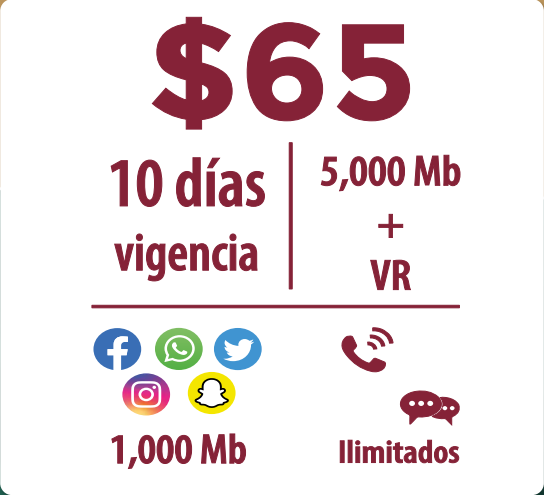 $65
10 días
vigencia
5,000 Mb
+
VR
1,000 Mb
Ilimitados